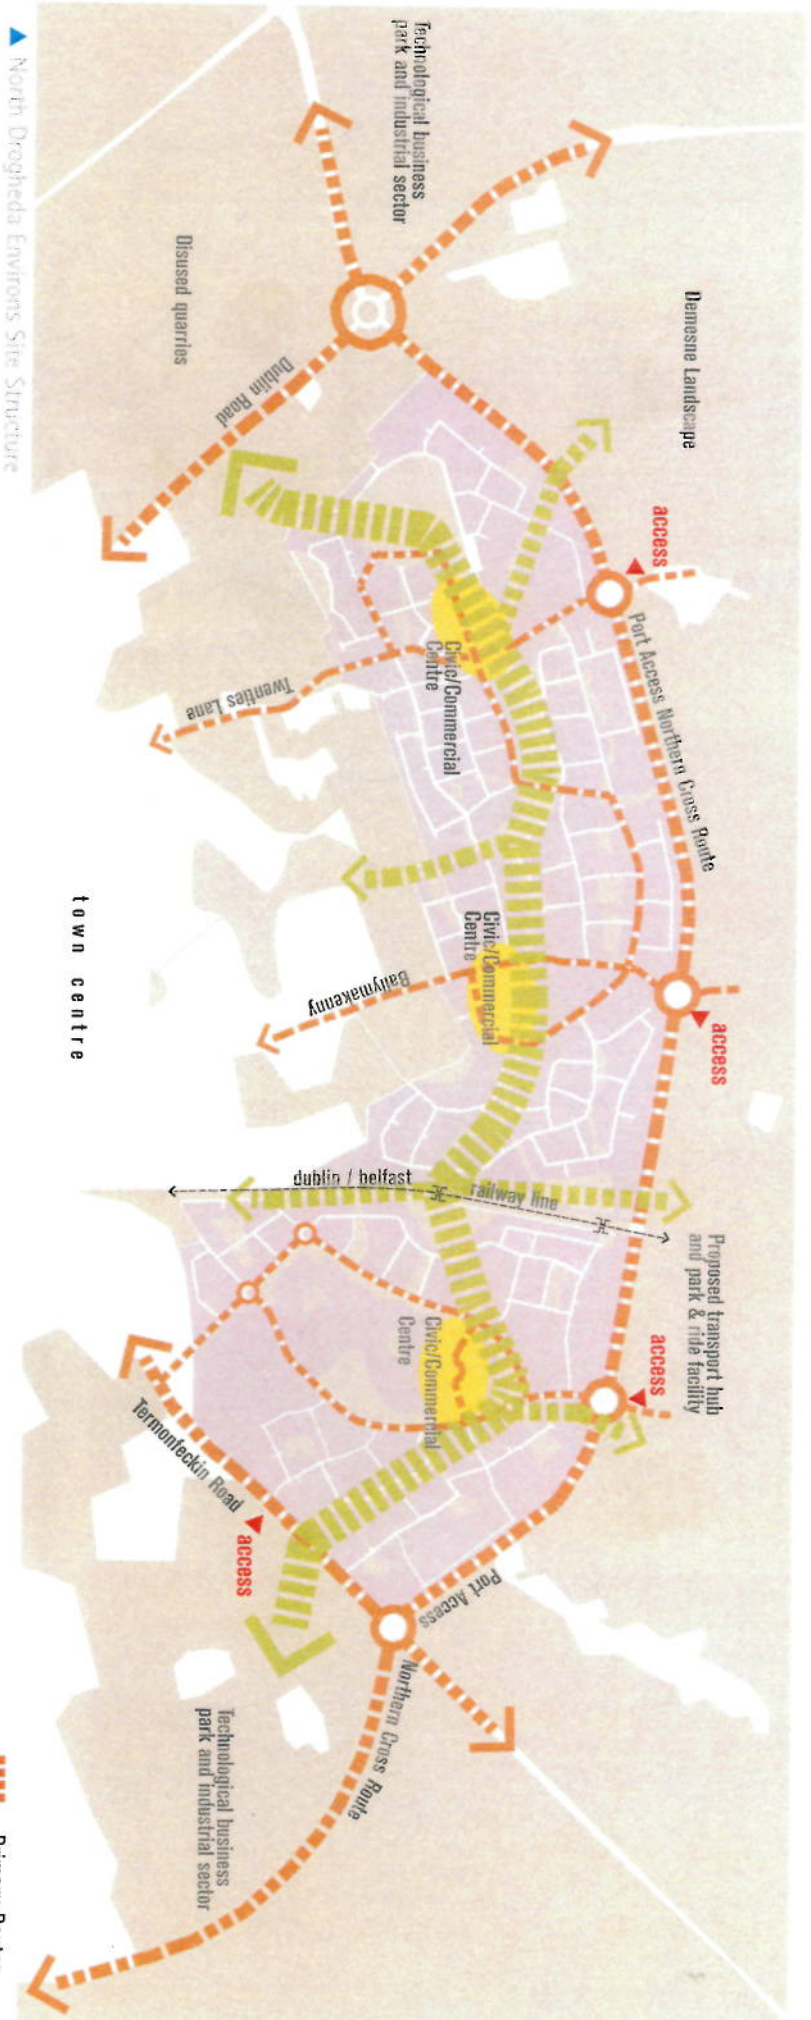 Technological business
park and industrial sector
Disused quarries
Demesne Landscape
Dublin Road
access
Port Access Northern Cross Route
Civic/Commercial
Centre
Twenties Lane
Civic/Commercial
Centre
Ballymakenny
access
town centre
dublin / belfast
railway line
Proposed transport hub
and park & ride facility
access
Civic/Commercial
Centre
Termonfeckin Road
access
Port Access
Northern Cross Route
Technological business
park and industrial sector
North Drogheda Environs Site Structure